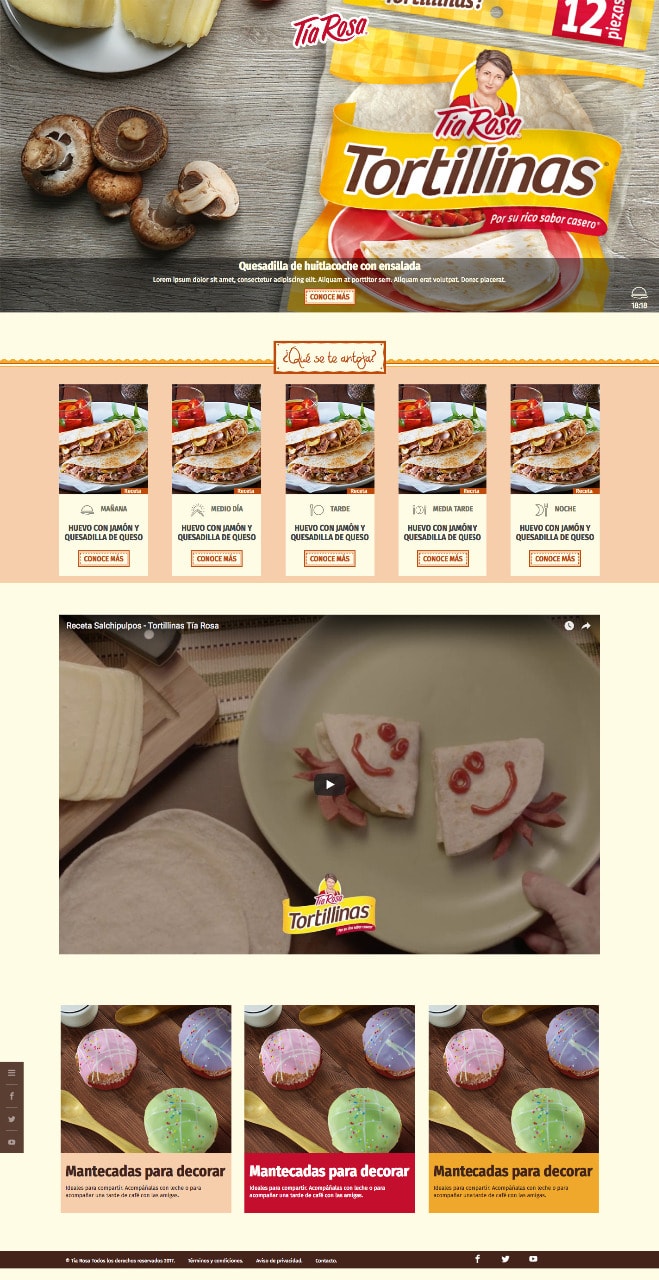 Tortillinas!
12
piezas
Tía Rosa
Tía Rosa
Tortillinas
Por su rico sabor casero
Quesadilla de huitlacoche con ensalada
Lorem ipsum dolor sit amet, consectetur adipiscing elit. Aliquam at porttitor sem. Aliquam erat volutpat. Donec placerat.
CONOCE MÁS
18:18
¿Qué se te antoja?
Receta Receta Receta Receta Receta
MAÑANA MEDIO DÍA TARDE MEDIA TARDE NOCHE
HUEVO CON JAMÓN Y HUEVO CON JAMÓN Y HUEVO CON JAMÓN Y HUEVO CON JAMÓN Y HUEVO CON JAMÓN Y
QUESADILLA DE QUESO QUESADILLA DE QUESO QUESADILLA DE QUESO QUESADILLA DE QUESO QUESADILLA DE QUESO
CONOCE MÁS CONOCE MÁS CONOCE MÁS CONOCE MÁS CONOCE MÁS
Receta Salchipulpos - Tortillinas Tía Rosa
Tía Rosa
Tortillinas
Por su rico sabor casero
Mantecadas para decorar
Ideales para compartir. Acompáñalas con leche o para
acompañar una tarde de café con las amigas.
Mantecadas para decorar
Ideales para compartir. Acompáñalas con leche o para
acompañar una tarde de café con las amigas.
Mantecadas para decorar
Ideales para compartir. Acompáñalas con leche o para
acompañar una tarde de café con las amigas.
© Tía Rosa Todos los derechos reservados 2017. Términos y condiciones. Aviso de privacidad. Contacto.